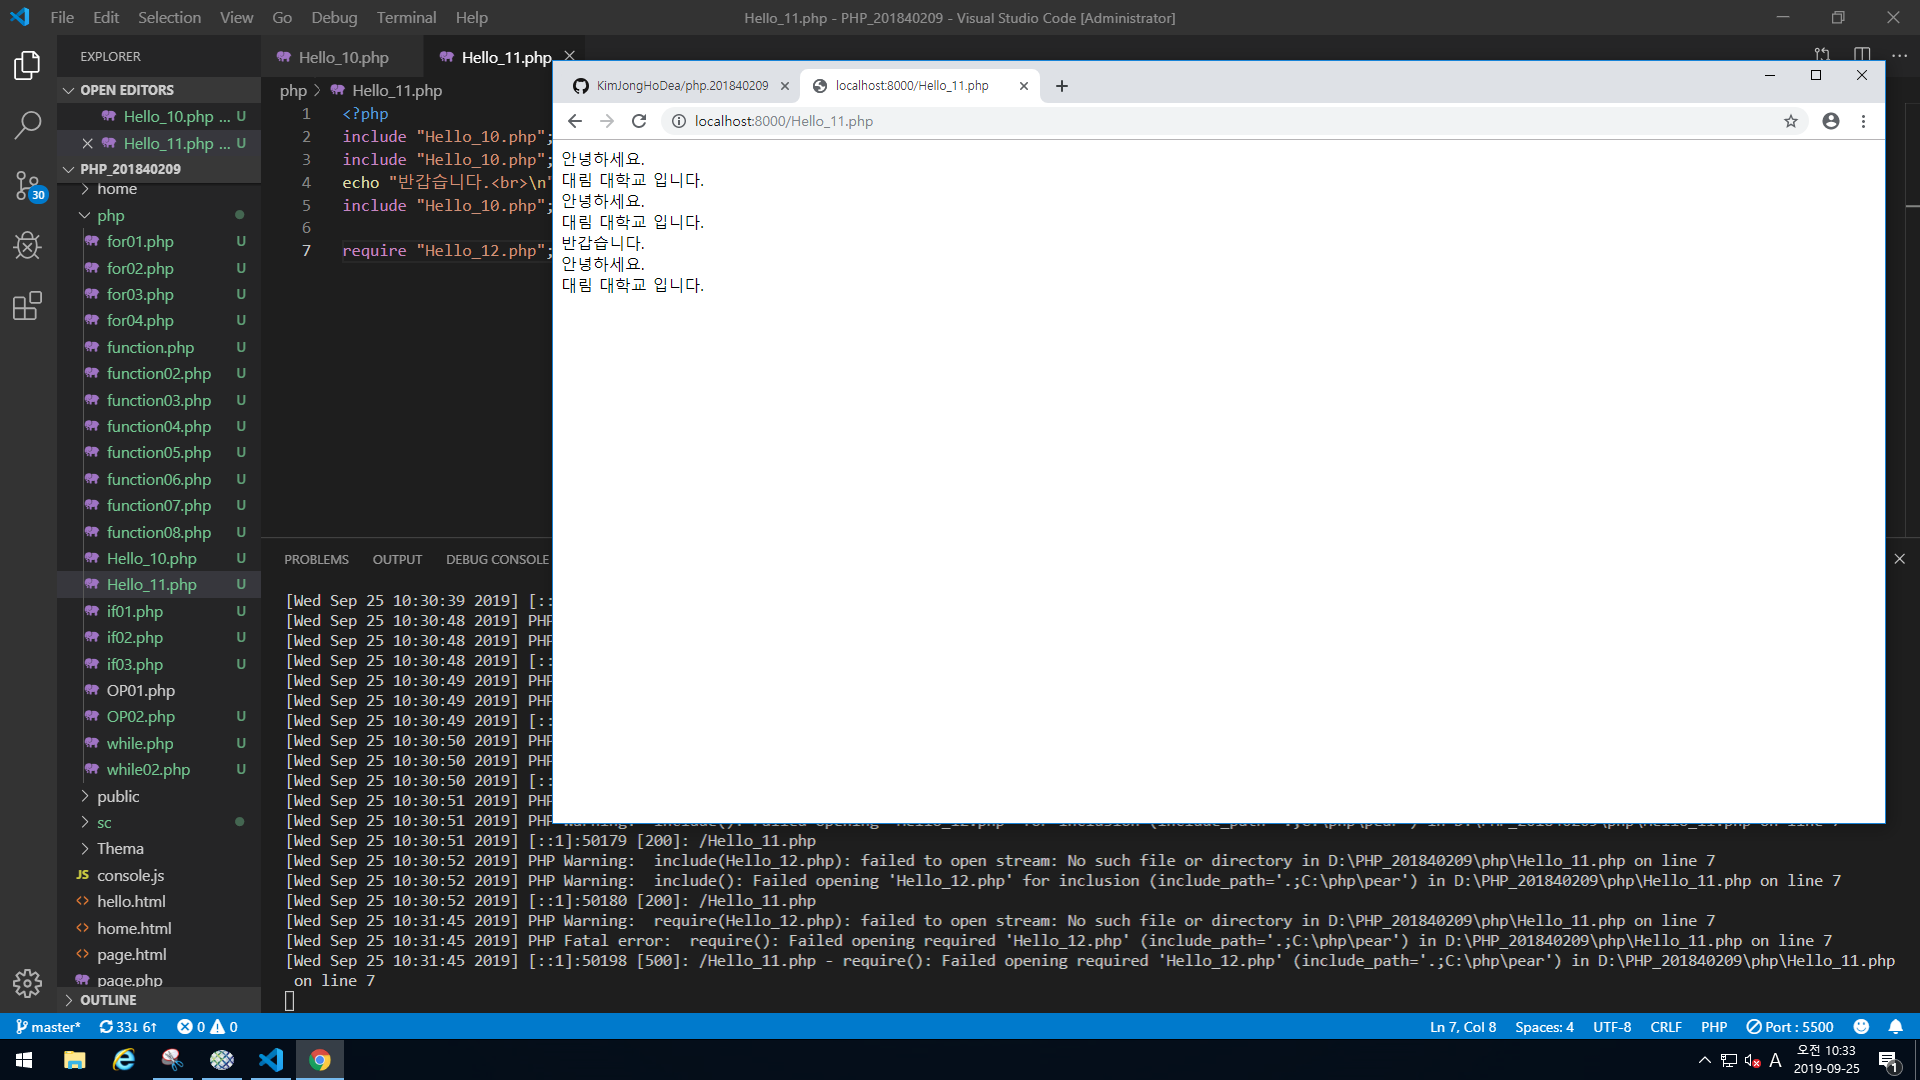 File Edit Selection View Go Debug Terminal Help
Hello_11.php - PHP_201840209 - Visual Studio Code [Administrator]
EXPLORER
OPEN EDITORS
Hello_10.php ... U
Hello_11.php ... U
PHP_201840209
home
php
for01.php U
for02.php U
for03.php U
for04.php U
function.php U
function02.php U
function03.php U
function04.php U
function05.php U
function06.php U
function07.php U
function08.php U
Hello_10.php U
Hello_11.php U
if01.php U
if02.php U
if03.php U
OP01.php
OP02.php U
while.php U
while02.php U
public
sc
Thema
JS console.js
hello.html
home.html
page.html
page.php
OUTLINE
30
Hello_10.php
Hello_11.php
php > Hello_11.php
1 <?php
2 include "Hello_10.php";
3 include "Hello_10.php";
4 echo "반갑습니다.<br>\n"
5 include "Hello_10.php";
6
7 require "Hello_12.php";
KimJongHoDea/php.201840209
localhost:8000/Hello_11.php
localhost:8000/Hello_11.php
안녕하세요.
대림 대학교 입니다.
안녕하세요.
대림 대학교 입니다.
반갑습니다.
안녕하세요.
대림 대학교 입니다.
PROBLEMS OUTPUT DEBUG CONSOLE
[Wed Sep 25 10:30:39 2019] [::
[Wed Sep 25 10:30:48 2019] PHP
[Wed Sep 25 10:30:48 2019] PHP
[Wed Sep 25 10:30:48 2019] [::
[Wed Sep 25 10:30:49 2019] PHP
[Wed Sep 25 10:30:49 2019] PHP
[Wed Sep 25 10:30:49 2019] [::
[Wed Sep 25 10:30:50 2019] PHP
[Wed Sep 25 10:30:50 2019] PHP
[Wed Sep 25 10:30:50 2019] [::
[Wed Sep 25 10:30:51 2019] PHP
[Wed Sep 25 10:30:51 2019] PHP Warning:  include(): Failed opening 'Hello_12.php' for inclusion (include_path='.;C:\php\pear') in D:\PHP_201840209\php\Hello_11.php on line 7
[Wed Sep 25 10:30:51 2019] [::1]:50179 [200]: /Hello_11.php
[Wed Sep 25 10:30:52 2019] PHP Warning:  include(Hello_12.php): failed to open stream: No such file or directory in D:\PHP_201840209\php\Hello_11.php on line 7
[Wed Sep 25 10:30:52 2019] PHP Warning:  include(): Failed opening 'Hello_12.php' for inclusion (include_path='.;C:\php\pear') in D:\PHP_201840209\php\Hello_11.php on line 7
[Wed Sep 25 10:30:52 2019] [::1]:50180 [200]: /Hello_11.php
[Wed Sep 25 10:31:45 2019] PHP Warning:  require(Hello_12.php): failed to open stream: No such file or directory in D:\PHP_201840209\php\Hello_11.php on line 7
[Wed Sep 25 10:31:45 2019] PHP Fatal error:  require(): Failed opening required 'Hello_12.php' (include_path='.;C:\php\pear') in D:\PHP_201840209\php\Hello_11.php on line 7
[Wed Sep 25 10:31:45 2019] [::1]:50198 [500]: /Hello_11.php - require(): Failed opening required 'Hello_12.php' (include_path='.;C:\php\pear') in D:\PHP_201840209\php\Hello_11.php
on line 7
master* 33↓ 6↑ 0 0
Ln 7, Col 8 Spaces: 4 UTF-8 CRLF PHP Port : 5500
A 오전 10:33
2019-09-25
1